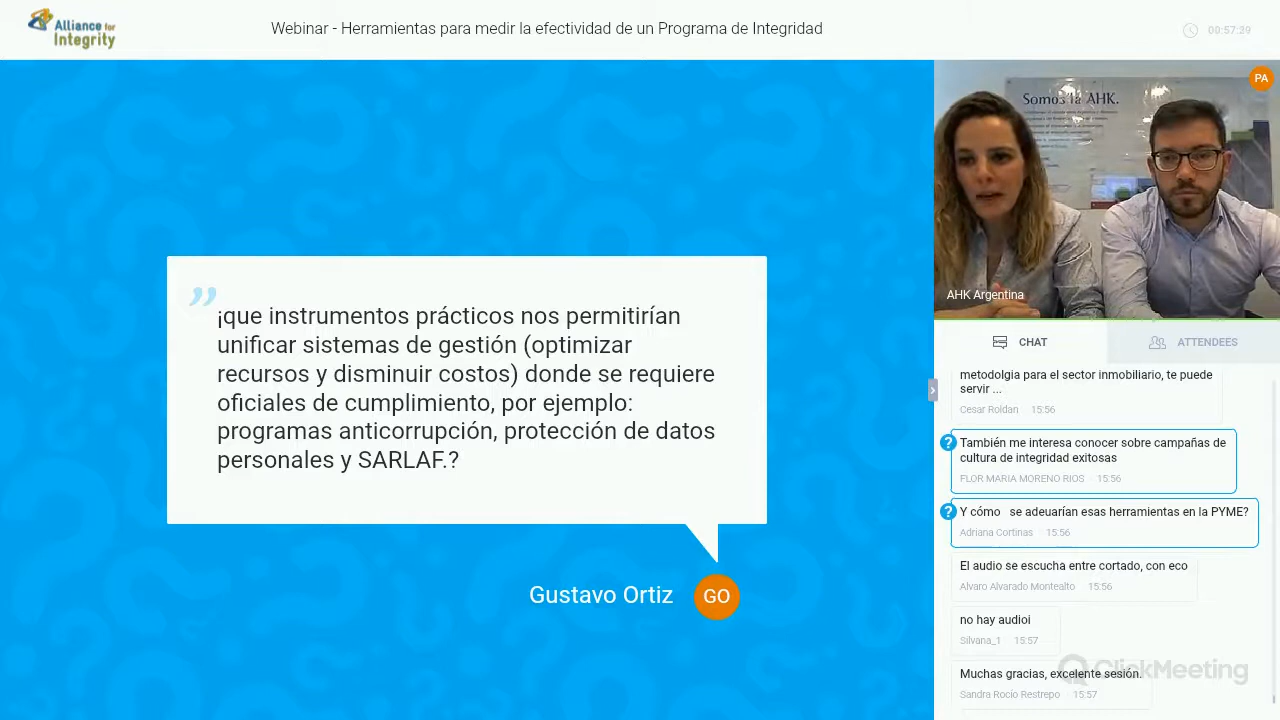 Alliance for
Integrity
Webinar - Herramientas para medir la efectividad de un Programa de Integridad
00:57:29
PA
Somos la AHK.
AHK Argentina
”
¡que instrumentos prácticos nos permitirían
unificar sistemas de gestión (optimizar
recursos y disminuir costos) donde se requiere
oficiales de cumplimiento, por ejemplo:
programas anticorrupción, protección de datos
personales y SARLAF.?
Gustavo Ortiz
GO
CHAT
ATTENDEES
metodolgia para el sector inmobiliario, te puede
servir ...
Cesar Roldan 15:56
? También me interesa conocer sobre campañas de
cultura de integridad exitosas
FLOR MARIA MORENO RIOS 15:56
? Y cómo se adeuarían esas herramientas en la PYME?
Adriana Cortinas 15:56
El audio se escucha entre cortado, con eco
Alvaro Alvarado Montealto 15:56
no hay audioi
Silvana_1 15:57
Muchas gracias, excelente sesión.
Sandra Rocío Restrepo 15:57
ClickMeeting